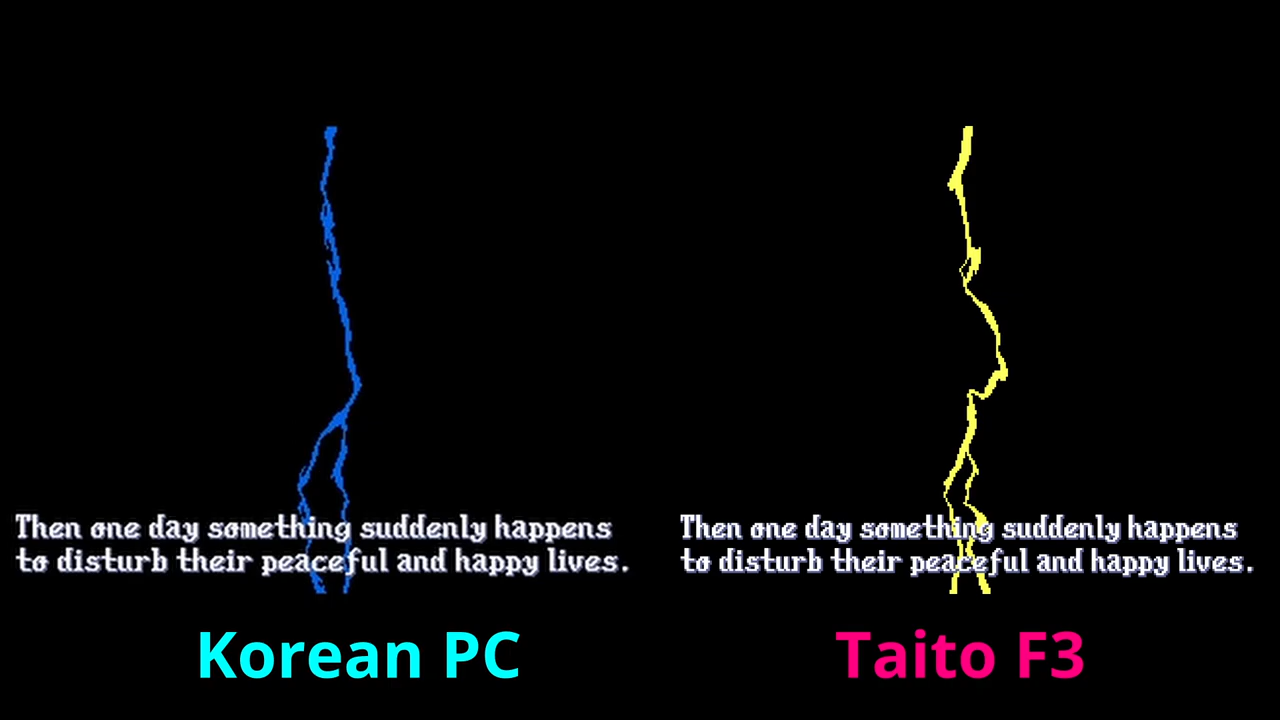 Then one day something suddenly happens
to disturb their peaceful and happy lives.
Then one day something suddenly happens
to disturb their peaceful and happy lives.
Korean PC
Taito F3